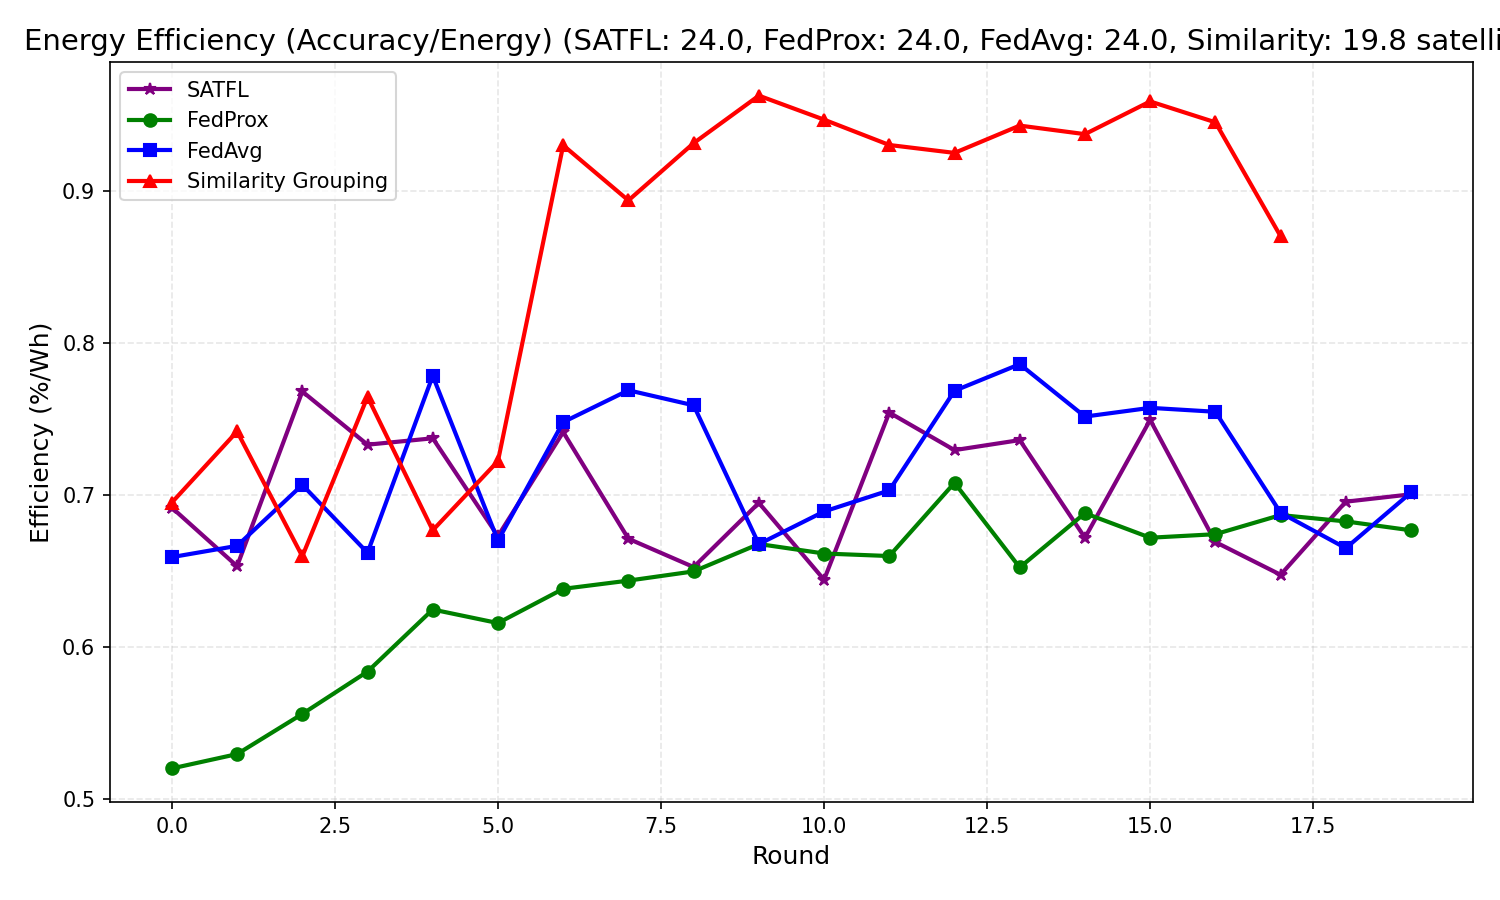 Energy Efficiency (Accuracy/Energy) (SATFL: 24.0, FedProx: 24.0, FedAvg: 24.0, Similarity: 19.8 satelli
SATFL
FedProx
FedAvg
Similarity Grouping
Efficiency (%/Wh)
0.9
0.8
0.7
0.6
0.5
0.0 2.5 5.0 7.5 10.0 12.5 15.0 17.5
Round